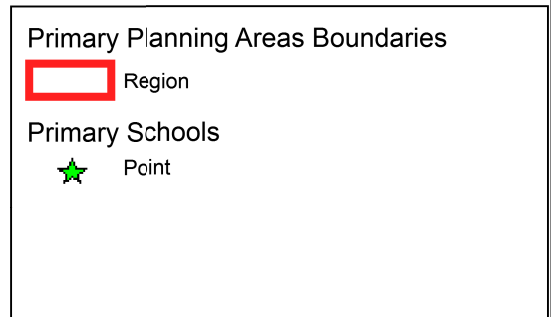 Primary Planning Areas Boundaries
Region
Primary Schools
Point